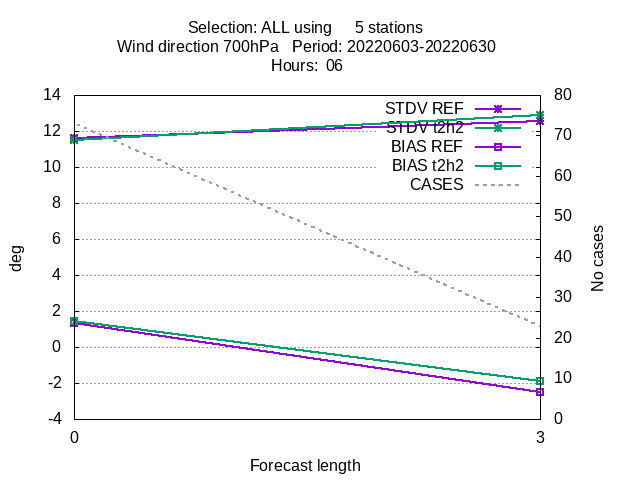 Selection: ALL using 5 stations
Wind direction 700hPa Period: 20220603-20220630
Hours: 06
14
12
10
8
6
4
2
0
-2
-4
deg
STDV REF
STDV t2h2
BIAS REF
BIAS t2h2
CASES
80
70
60
50
40
30
20
10
0
No cases
0 3
Forecast length